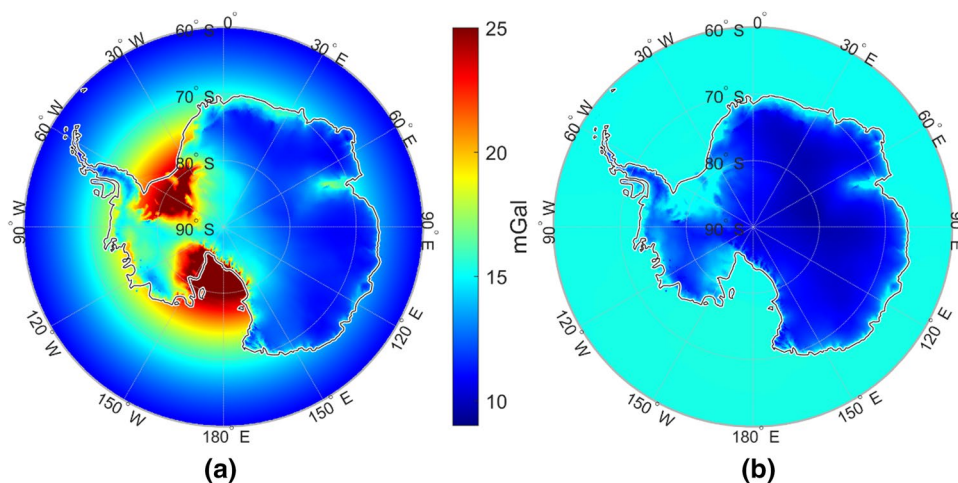 0°
30° E
60° E
90° E
120° E
150° E
180° E
150° W
120° W
90° W
60° W
30° W
60° S
70° S
80° S
90° S
25
20
15
10
mGal
0°
30° E
60° E
90° E
120° E
150° E
180° E
150° W
120° W
90° W
60° W
30° W
60° S
70° S
80° S
90° S
(a)
(b)